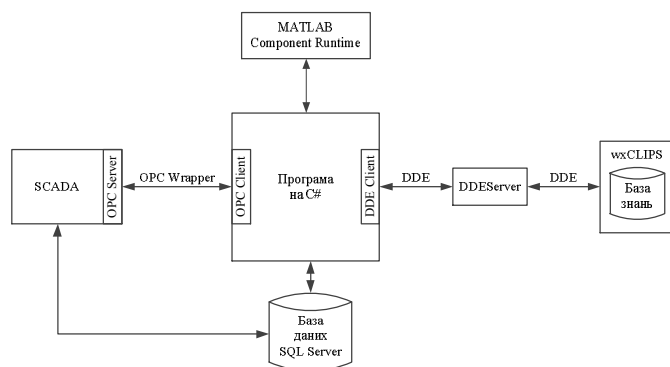 MATLAB
Component Runtime
SCADA
OPC Server
OPC Wrapper
OPC Client
Програма
на C#
DDE Client
DDE
DDEServer
DDE
wxCLIPS
База
знань
База
даних
SQL Server